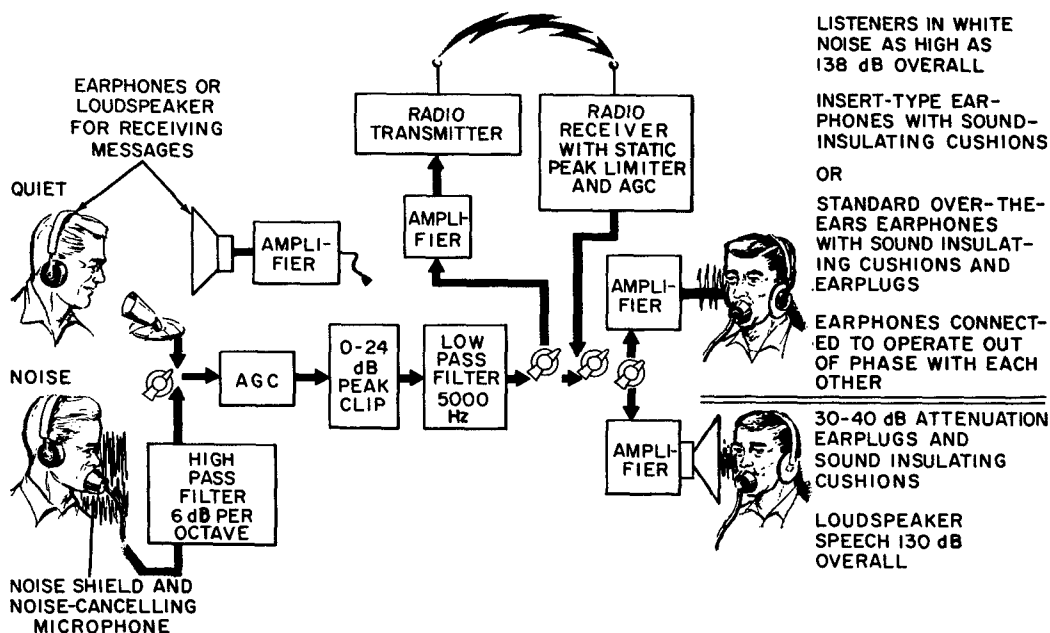 EARPHONES OR
LOUDSPEAKER
FOR RECEIVING
MESSAGES
QUIET
AMPLI-
FIER
RADIO
TRANSMITTER
AMPLI-
FIER
RADIO
RECEIVER
WITH STATIC
PEAK LIMITER
AND AGC
NOISE
AGC
0-24
dB
PEAK
CLIP
LOW
PASS
FILTER
5000
Hz
HIGH
PASS
FILTER
6 dB PER
OCTAVE
NOISE SHIELD AND
NOISE-CANCELLING
MICROPHONE
AMPLI-
FIER
AMPLI-
FIER
LISTENERS IN WHITE
NOISE AS HIGH AS
138 dB OVERALL
INSERT-TYPE EAR-
PHONES WITH SOUND-
INSULATING CUSHIONS
OR
STANDARD OVER-THE-
EARS EARPHONES
WITH SOUND INSULAT-
ING CUSHIONS AND
EARPLUGS
EARPHONES CONNECT-
ED TO OPERATE OUT
OF PHASE WITH EACH
OTHER
30-40 dB ATTENUATION
EARPLUGS AND
SOUND INSULATING
CUSHIONS
LOUDSPEAKER
SPEECH 130 dB
OVERALL